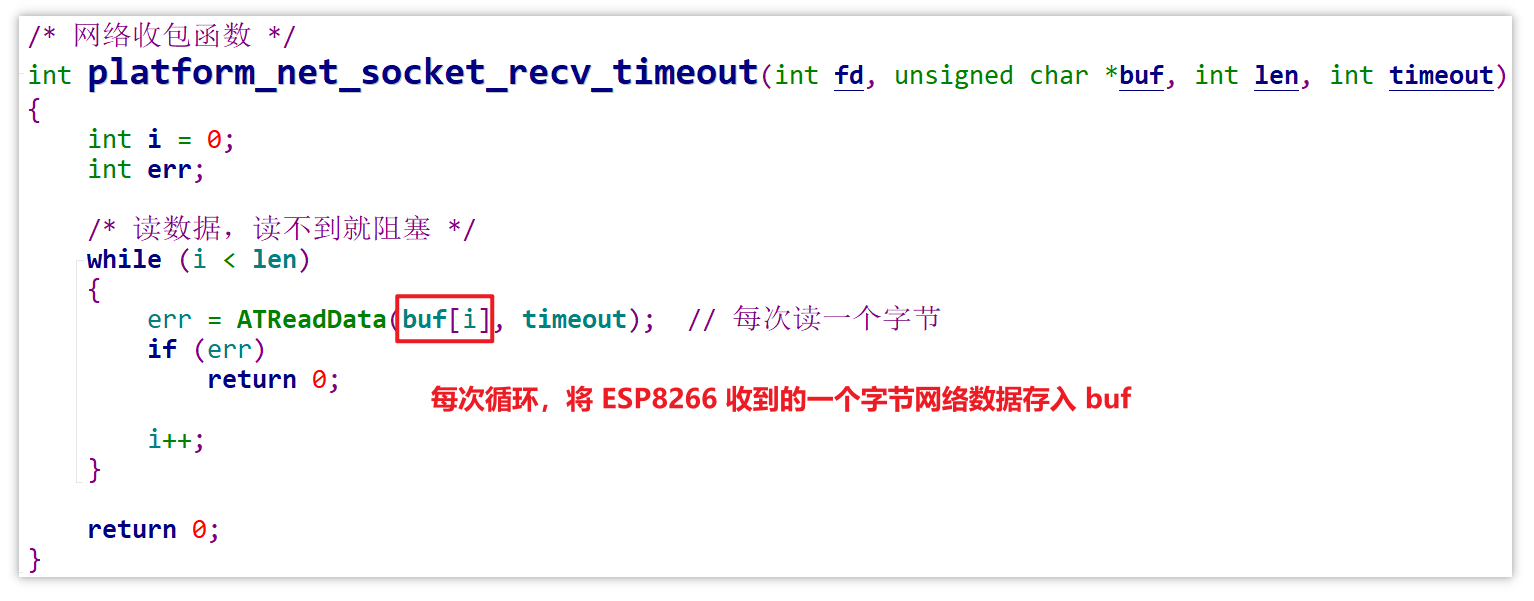 /* 网络收包函数 */
int platform_net_socket_recv_timeout(int fd, unsigned char *buf, int len, int timeout)
{
int i = 0;
int err;
/* 读数据，读不到就阻塞 */
while (i < len)
{
err = ATReadData(buf[i], timeout);  // 每次读一个字节
if (err)
return 0;
每次循环，将 ESP8266 收到的一个字节网络数据存入 buf
i++;
}
return 0;
}